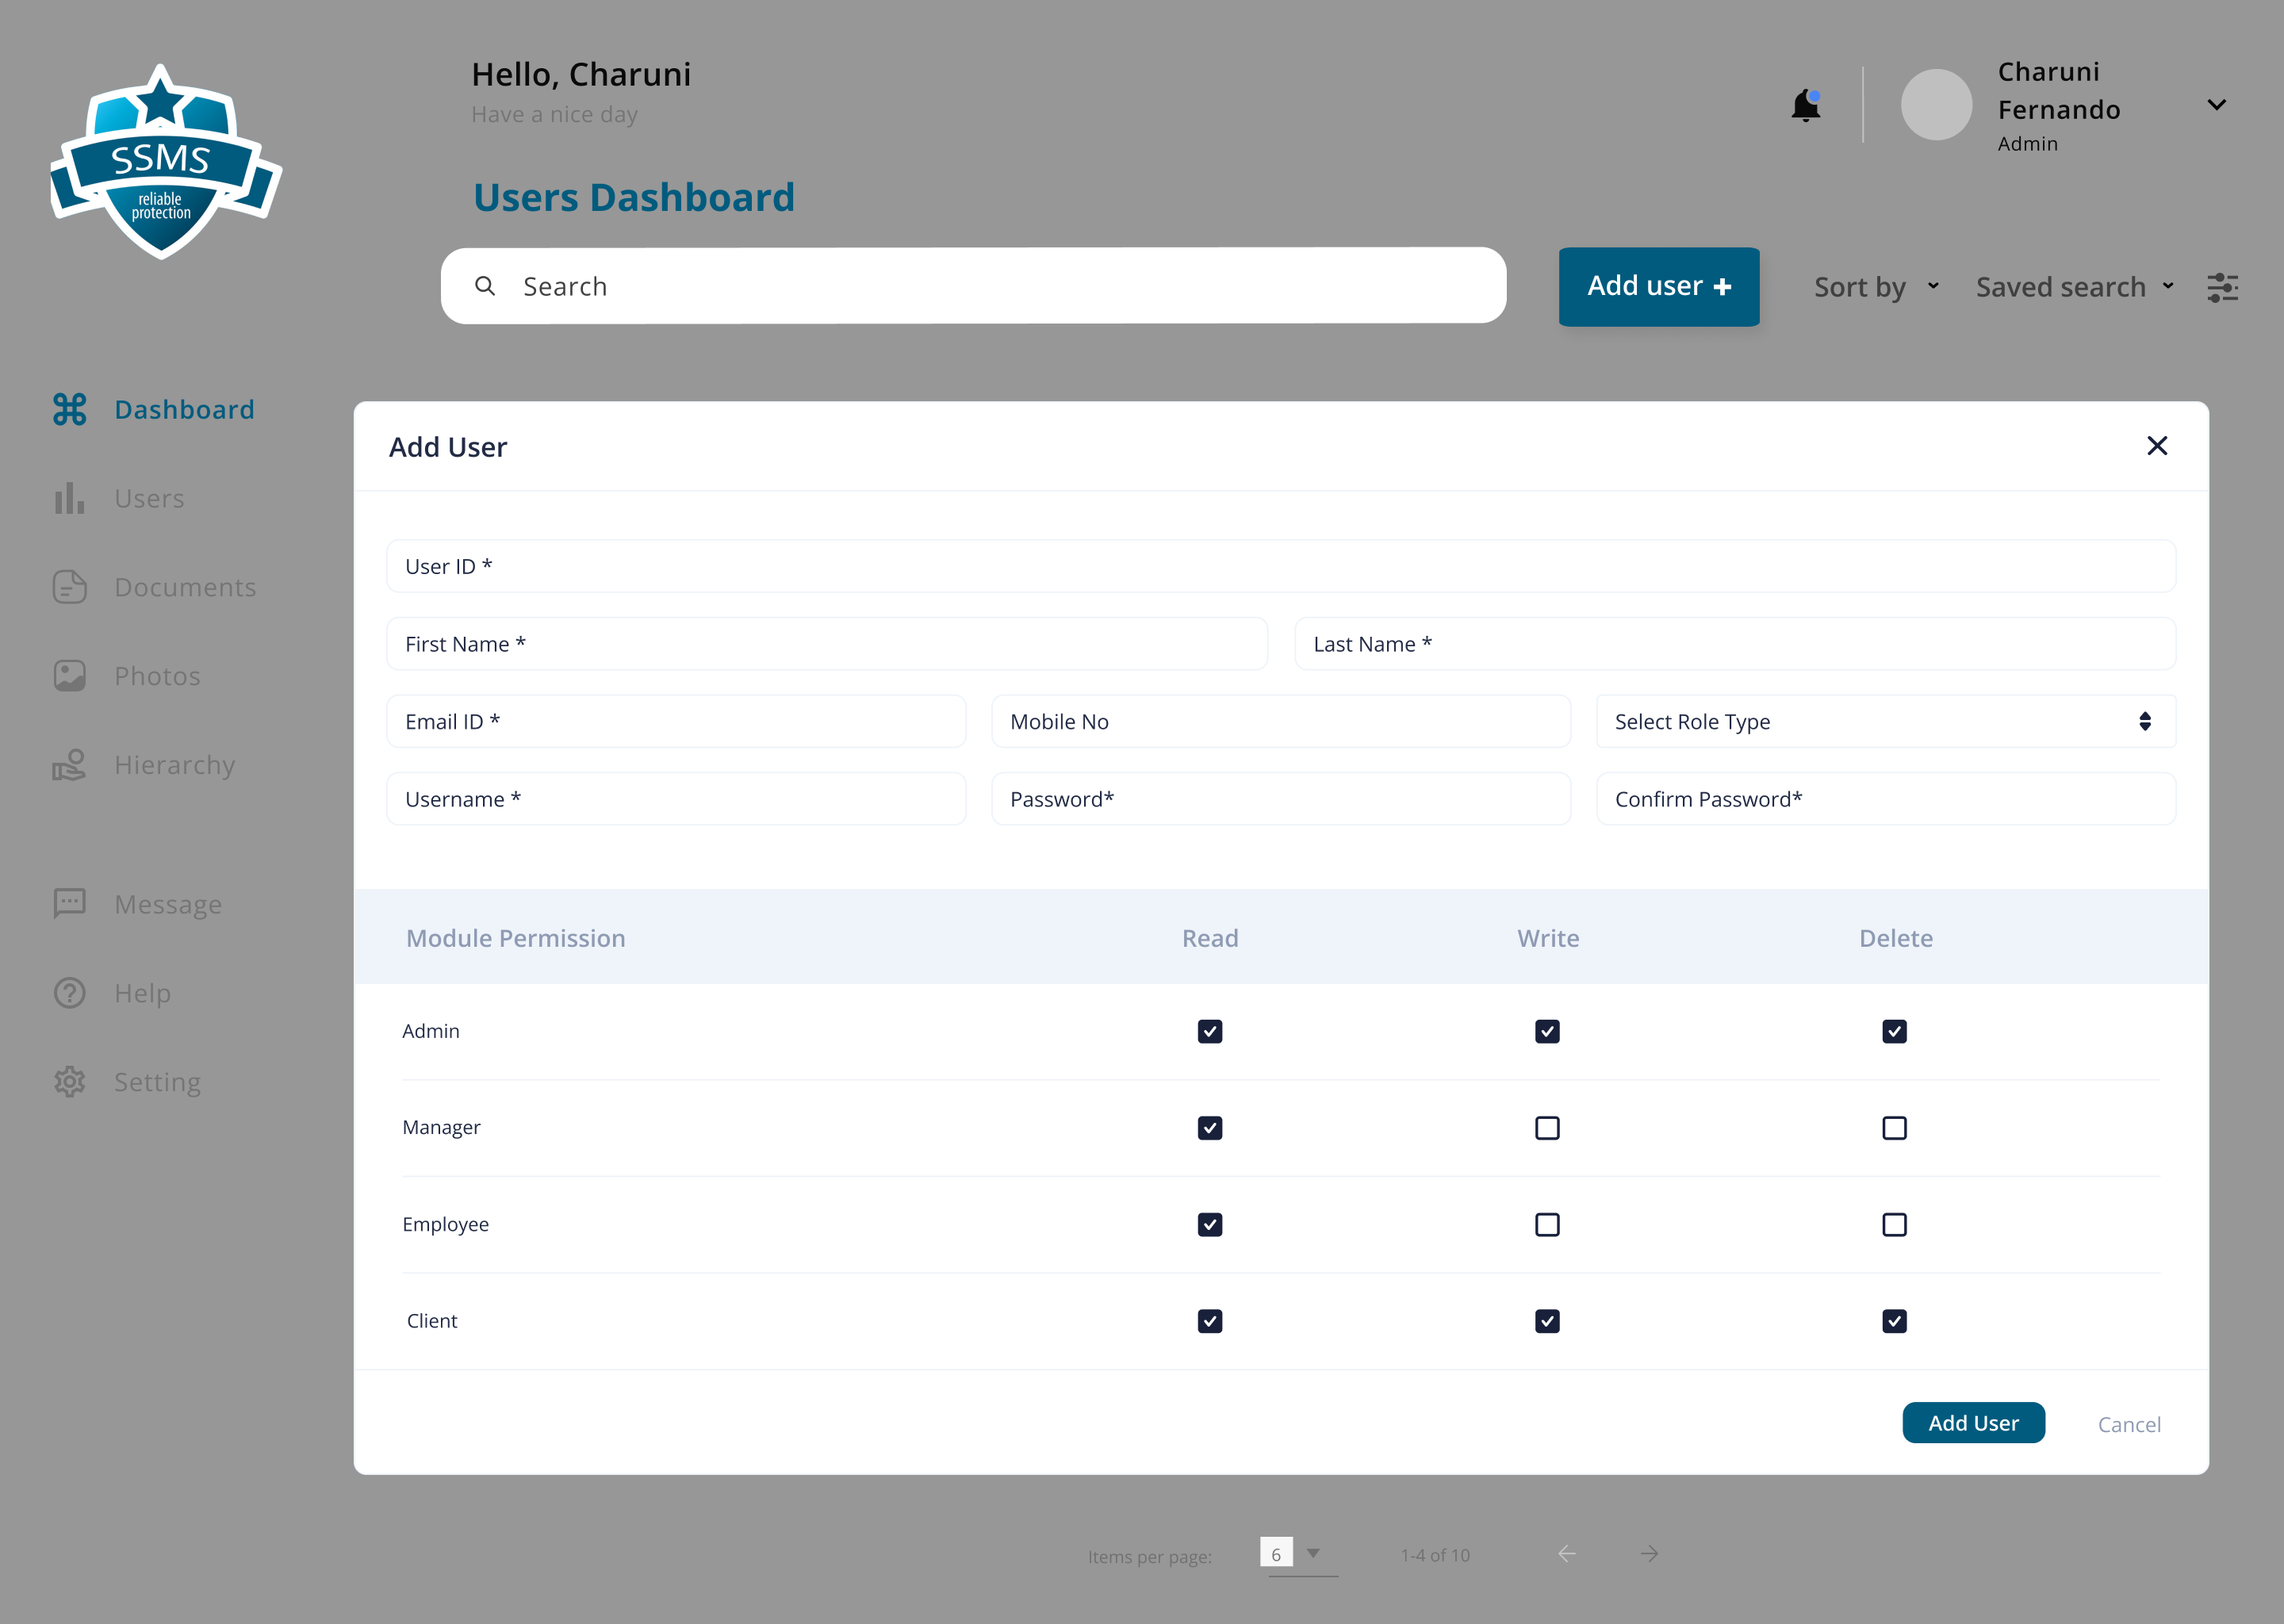 SSMS
reliable
protection
Hello, Charuni
Have a nice day
Charuni
Fernando
Admin
Users Dashboard
Search
Add user +
Sort by
Saved search
Dashboard
Users
Documents
Photos
Hierarchy
Message
Help
Setting
Add User
User ID *
First Name *
Last Name *
Email ID *
Mobile No
Select Role Type
Username *
Password*
Confirm Password*
Module Permission
Read
Write
Delete
Admin
Manager
Employee
Client
Add User
Cancel
Items per page:
6
1-4 of 10